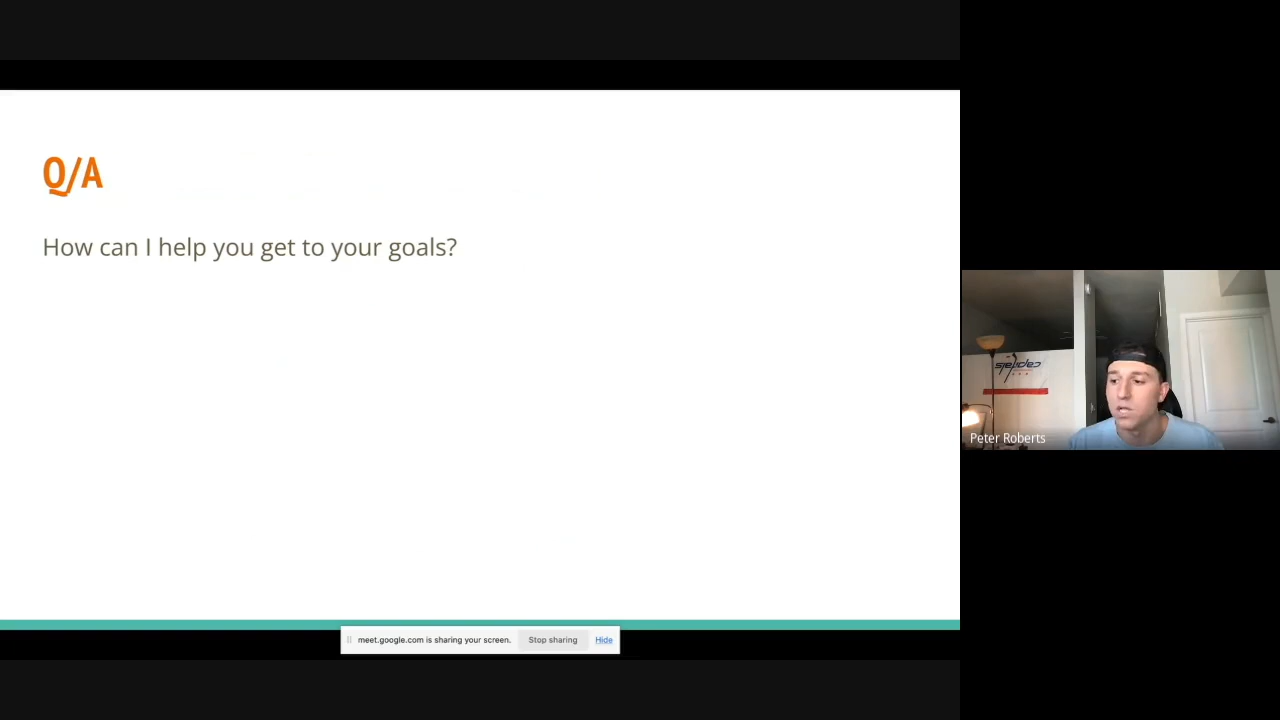 Q/A
How can I help you get to your goals?
capitals
Peter Roberts
meet.google.com is sharing your screen. Stop sharing Hide